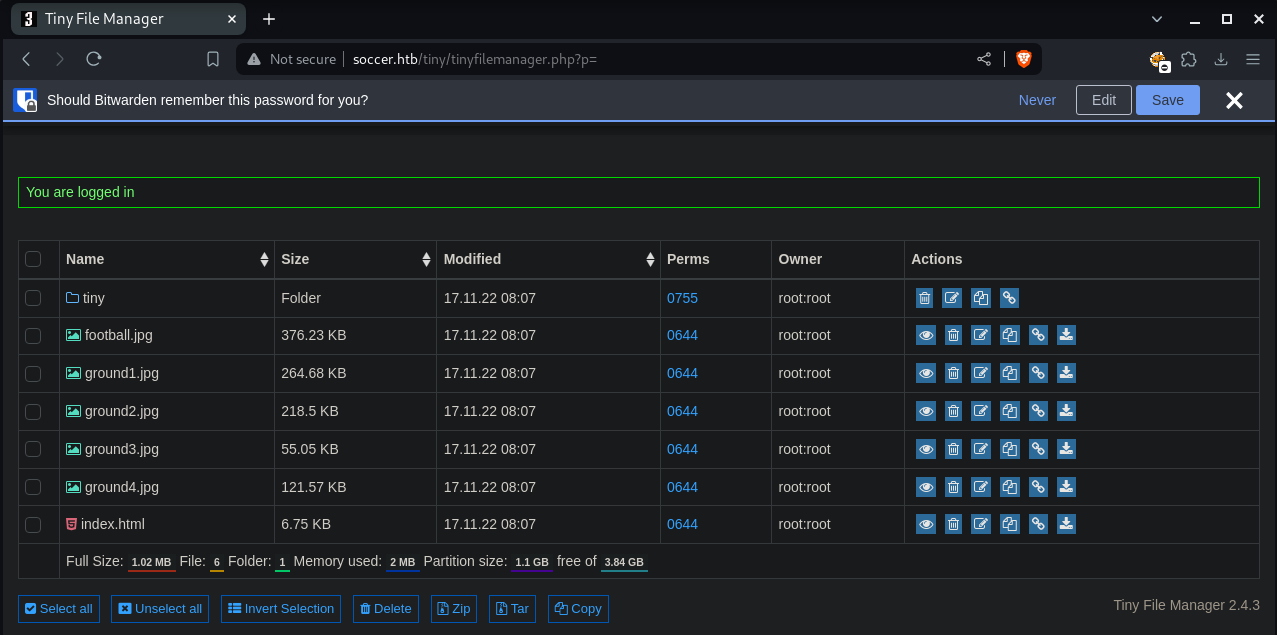 Tiny File Manager
Not secure soccer.htb/tiny/tinyfilemanager.php?p=
Should Bitwarden remember this password for you? Never Edit Save
You are logged in
Name Size Modified Perms Owner Actions
tiny Folder 17.11.22 08:07 0755 root:root
football.jpg 376.23 KB 17.11.22 08:07 0644 root:root
ground1.jpg 264.68 KB 17.11.22 08:07 0644 root:root
ground2.jpg 218.5 KB 17.11.22 08:07 0644 root:root
ground3.jpg 55.05 KB 17.11.22 08:07 0644 root:root
ground4.jpg 121.57 KB 17.11.22 08:07 0644 root:root
index.html 6.75 KB 17.11.22 08:07 0644 root:root
Full Size: 1.02 MB File: 6 Folder: 1 Memory used: 2 MB Partition size: 1.1 GB free of 3.84 GB
Select all Unselect all Invert Selection Delete Zip Tar Copy Tiny File Manager 2.4.3